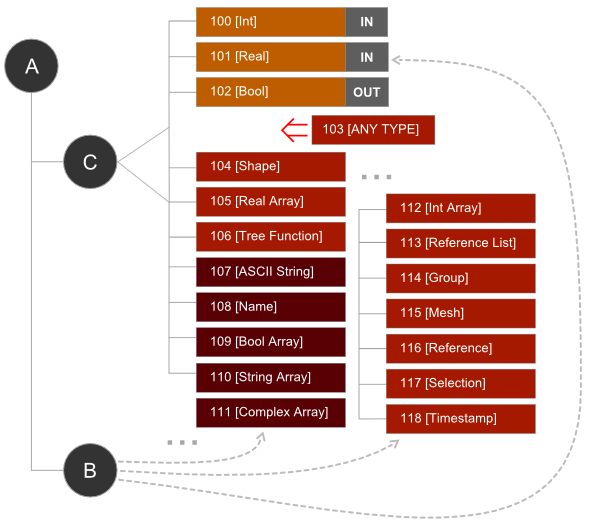 A
100 [Int] IN
101 [Real] IN
102 [Bool] OUT
103 [ANY TYPE]
C
104 [Shape]
105 [Real Array]
106 [Tree Function]
107 [ASCII String]
108 [Name]
109 [Bool Array]
110 [String Array]
111 [Complex Array]
...
112 [Int Array]
113 [Reference List]
114 [Group]
115 [Mesh]
116 [Reference]
117 [Selection]
118 [Timestamp]
...
B